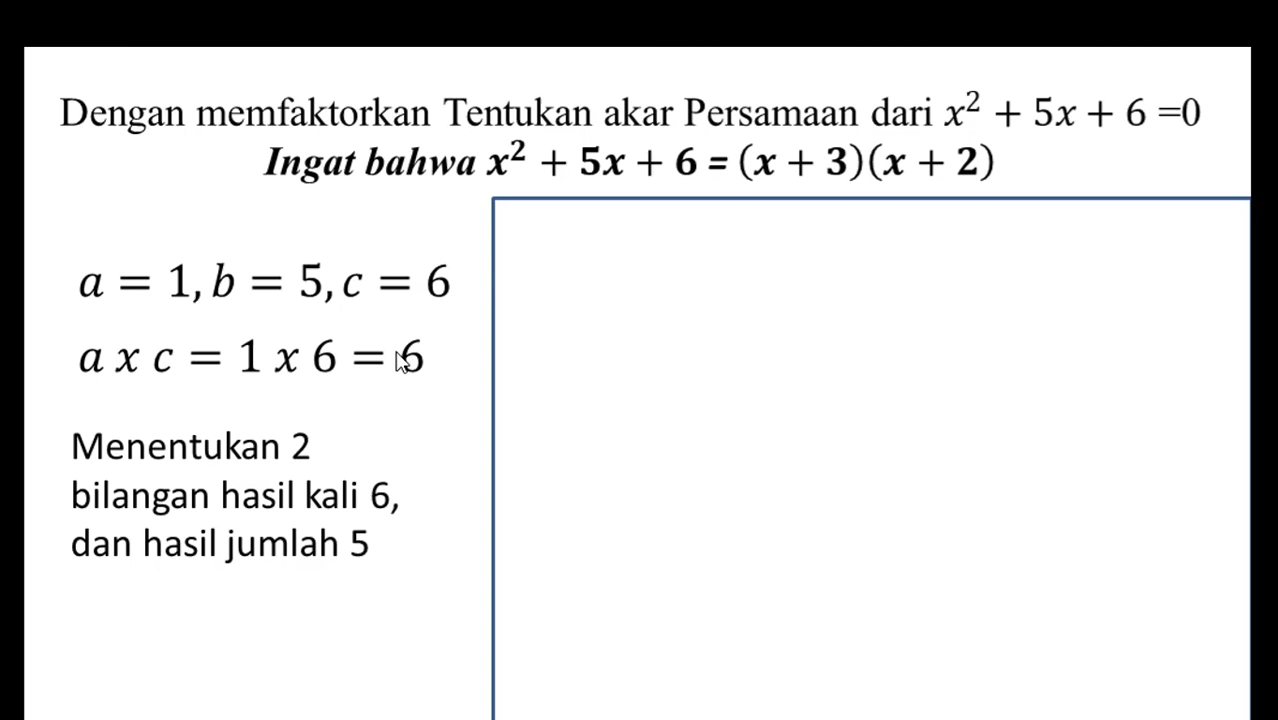 Dengan memfaktorkan Tentukan akar Persamaan dari x² + 5x + 6 =0
Ingat bahwa x² + 5x + 6 = (x + 3)(x + 2)
a = 1, b = 5, c = 6
a x c = 1 x 6 = 6
Menentukan 2
bilangan hasil kali 6,
dan hasil jumlah 5